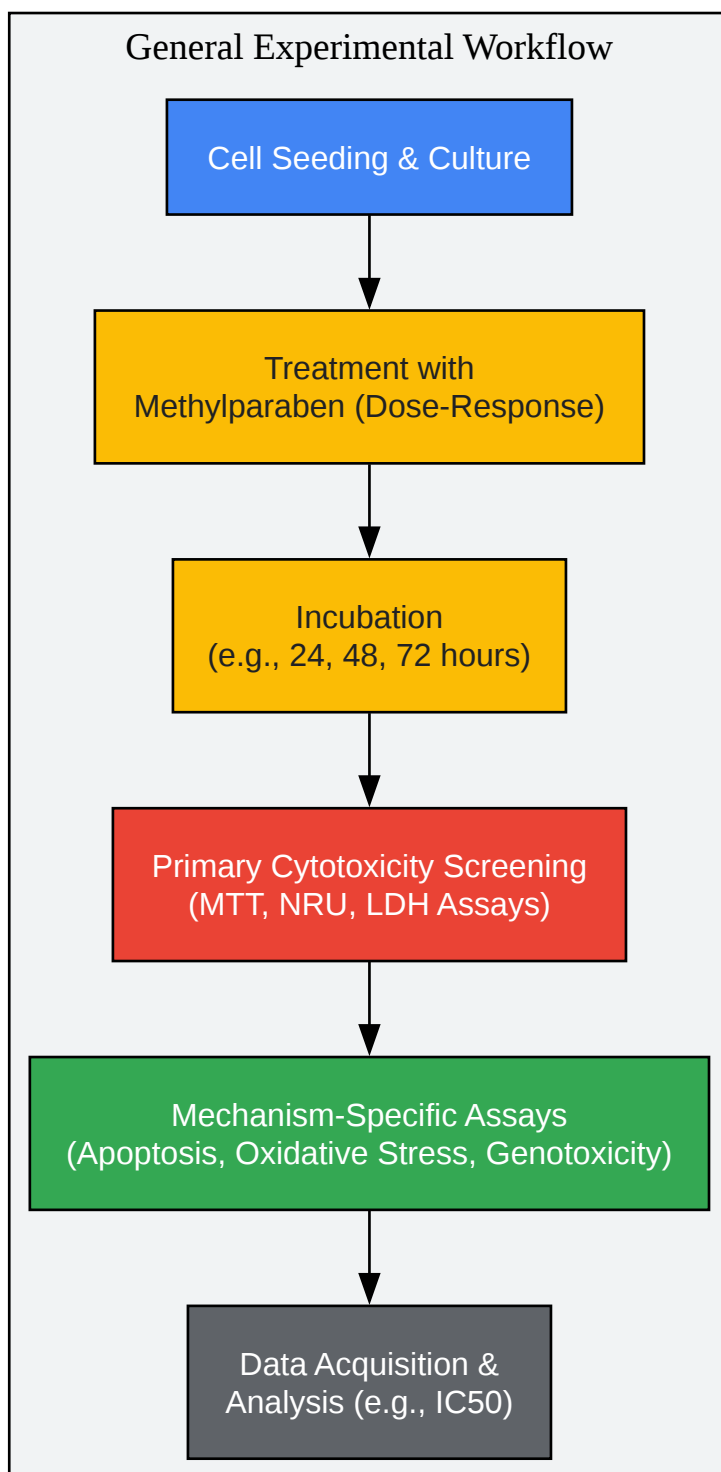 General Experimental Workflow
Cell Seeding & Culture
Treatment with
Methylparaben (Dose-Response)
Incubation
(e.g., 24, 48, 72 hours)
Primary Cytotoxicity Screening
(MTT, NRU, LDH Assays)
Mechanism-Specific Assays
(Apoptosis, Oxidative Stress, Genotoxicity)
Data Acquisition &
Analysis (e.g., IC50)